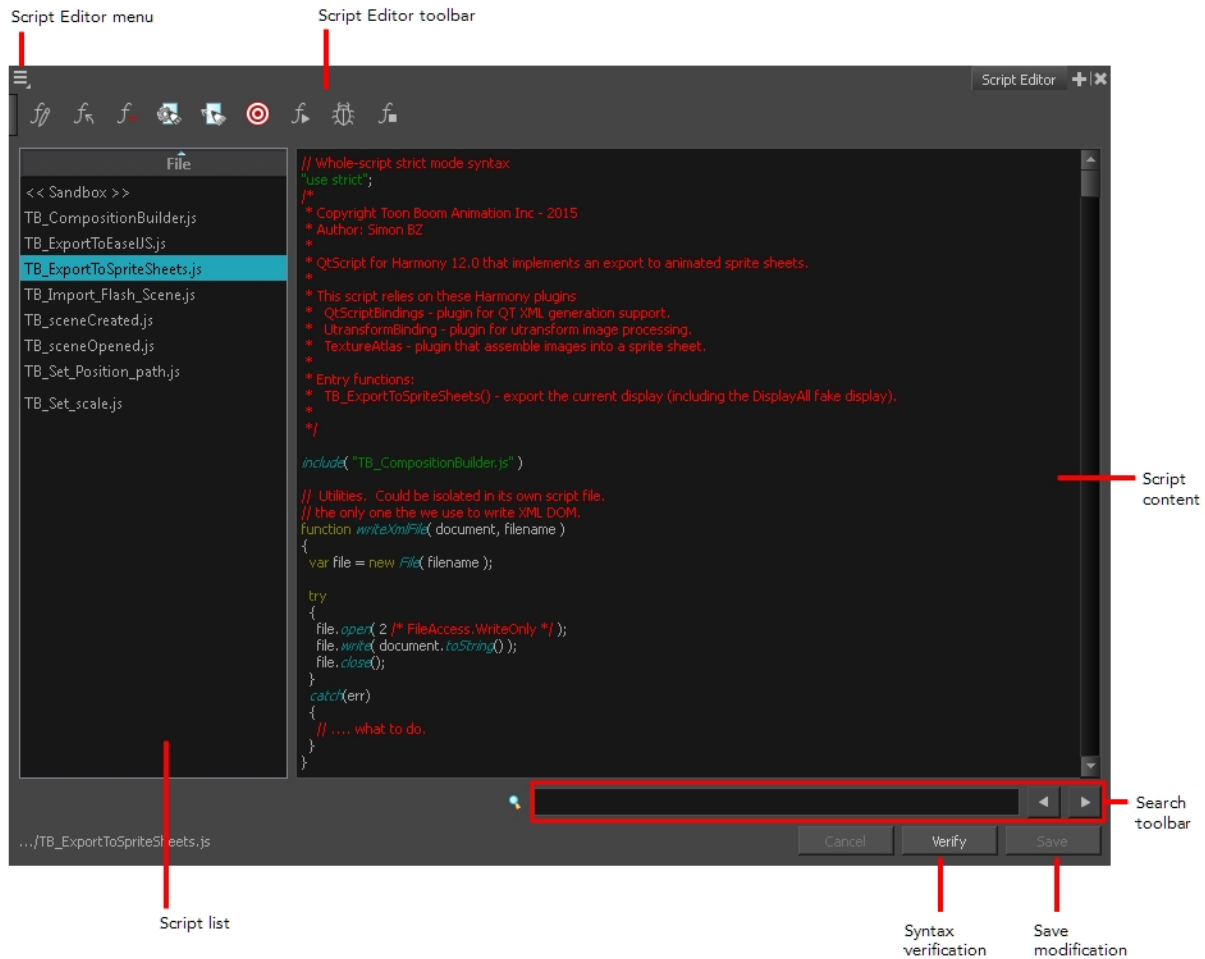 Script Editor menu
Script Editor toolbar
Script Editor
File
<< Sandbox >>
TB_CompositionBuilder.js
TB_ExportToEaselJS.js
TB_ExportToSpriteSheets.js
TB_Import_Flash_Scene.js
TB_sceneCreated.js
TB_sceneOpened.js
TB_Set_Position_path.js
TB_Set_scale.js
// Whole-script strict mode syntax
"use strict";
/*
* Copyright Toon Boom Animation Inc - 2015
* Author: Simon BZ
*
* QtScript for Harmony 12.0 that implements an export to animated sprite sheets.
*
* This script relies on these Harmony plugins
*  QtScriptBindings - plugin for QT XML generation support.
*  UtransformBinding - plugin for utransform image processing.
*  TextureAtlas - plugin that assemble images into a sprite sheet.
*
* Entry functions:
*  TB_ExportToSpriteSheets() - export the current display (including the DisplayAll fake display).
*
*/
include( "TB_CompositionBuilder.js" )
//  Utilities.  Could be isolated in its own script file.
// the only one the we use to write XML DOM.
function writeXmlFile( document, filename )
{
var file = new File( filename );
try
{
file.open( 2 /* FileAccess.WriteOnly */ );
file.write( document.toString() );
file.close();
}
catch(err)
{
// .... what to do.
}
}
Script
content
Search
toolbar
.../TB_ExportToSpriteSheets.js
Cancel
Verify
Save
Script list
Syntax
verification
Save
modification